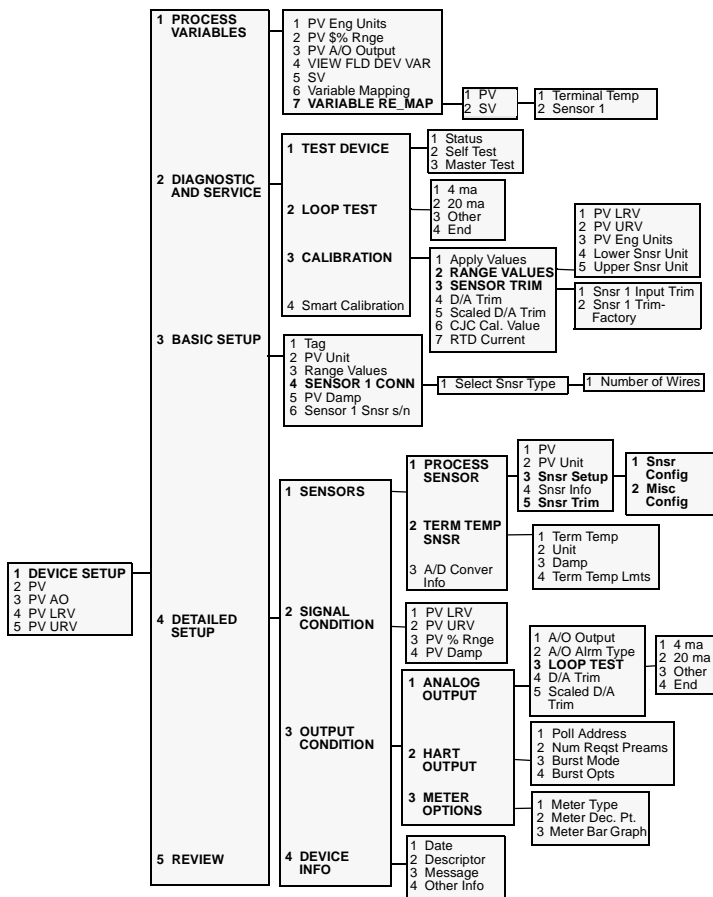 1 DEVICE SETUP
2 PV
3 PV AO
4 PV LRV
5 PV URV
1 PROCESS
VARIABLES
2 DIAGNOSTIC
AND SERVICE
3 BASIC SETUP
4 DETAILED
SETUP
5 REVIEW
1 PV Eng Units
2 PV $% Rnge
3 PV A/O Output
4 VIEW FLD DEV VAR
5 SV
6 Variable Mapping
7 VARIABLE RE_MAP
1 PV
2 SV
1 Terminal Temp
2 Sensor 1
1 TEST DEVICE
2 LOOP TEST
3 CALIBRATION
4 Smart Calibration
1 Status
2 Self Test
3 Master Test
1 4 ma
2 20 ma
3 Other
4 End
1 Apply Values
2 RANGE VALUES
3 SENSOR TRIM
4 D/A Trim
5 Scaled D/A Trim
6 CJC Cal. Value
7 RTD Current
1 PV LRV
2 PV URV
3 PV Eng Units
4 Lower Snsr Unit
5 Upper Snsr Unit
1 Snsr 1 Input Trim
2 Snsr 1 Trim-
Factory
1 Tag
2 PV Unit
3 Range Values
4 SENSOR 1 CONN
5 PV Damp
6 Sensor 1 Snsr s/n
1 Select Snsr Type
1 Number of Wires
1 SENSORS
2 SIGNAL
CONDITION
3 OUTPUT
CONDITION
4 DEVICE
INFO
1 PROCESS
SENSOR
2 TERM TEMP
SNSR
3 A/D Conver
Info
1 PV
2 PV Unit
3 Snsr Setup
4 Snsr Info
5 Snsr Trim
1 Snsr
Config
2 Misc
Config
1 Term Temp
2 Unit
3 Damp
4 Term Temp Lmts
1 PV LRV
2 PV URV
3 PV % Rnge
4 PV Damp
1 ANALOG
OUTPUT
2 HART
OUTPUT
3 METER
OPTIONS
1 A/O Output
2 A/O Alrm Type
3 LOOP TEST
4 D/A Trim
5 Scaled D/A
Trim
1 4 ma
2 20 ma
3 Other
4 End
1 Poll Address
2 Num Reqst Preams
3 Burst Mode
4 Burst Opts
1 Meter Type
2 Meter Dec. Pt.
3 Meter Bar Graph
1 Date
2 Descriptor
3 Message
4 Other Info